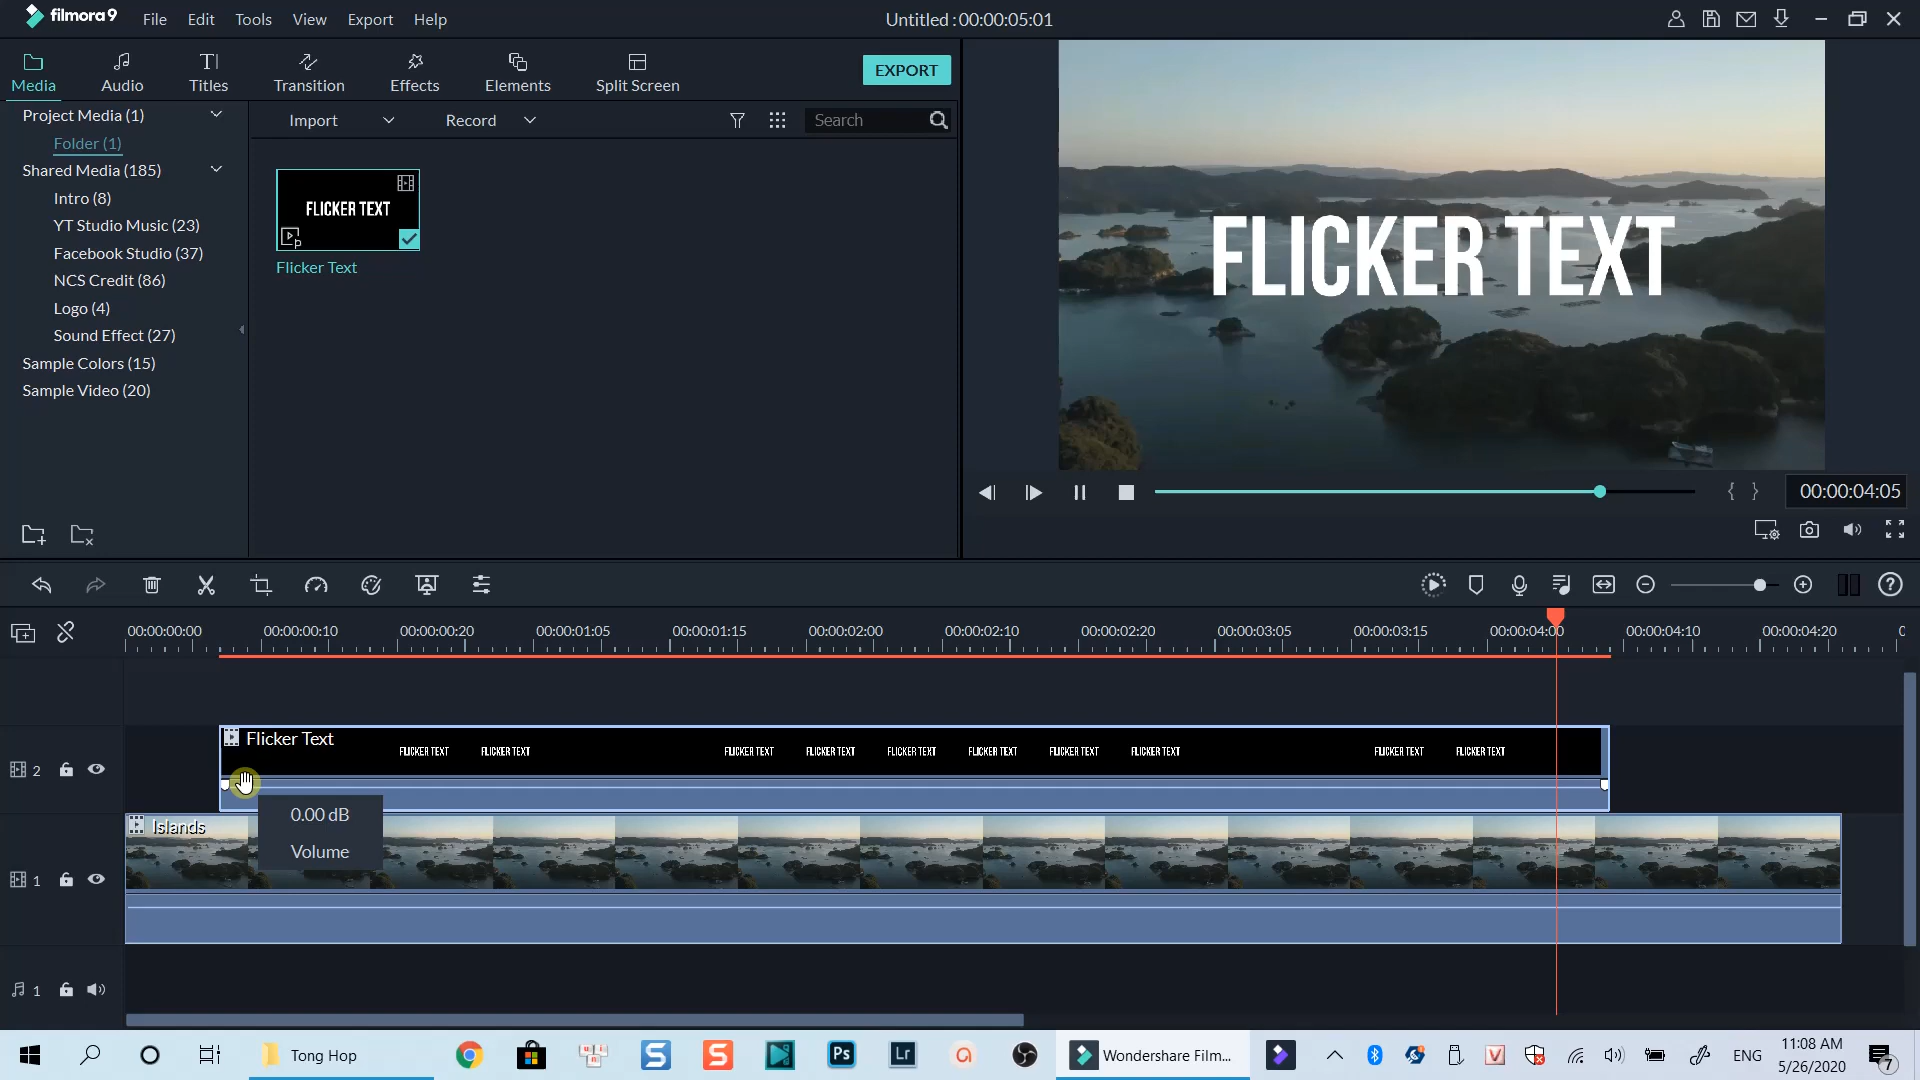 filmora9 File Edit Tools View Export Help Untitled : 00:00:05:01
Media Audio Titles Transition Effects Elements Split Screen EXPORT
Project Media (1)
Folder (1)
Shared Media (185)
Intro (8)
YT Studio Music (23)
Facebook Studio (37)
NCS Credit (86)
Logo (4)
Sound Effect (27)
Sample Colors (15)
Sample Video (20)
Import Record Search
FLICKER TEXT
Flicker Text
FLICKER TEXT
00:00:04:05
00:00:00:00 00:00:00:10 00:00:00:20 00:00:01:05 00:00:01:15 00:00:02:00 00:00:02:10 00:00:02:20 00:00:03:05 00:00:03:15 00:00:04:00 00:00:04:10 00:00:04:20 0
Flicker Text
FLICKER TEXT FLICKER TEXT FLICKER TEXT FLICKER TEXT FLICKER TEXT FLICKER TEXT FLICKER TEXT FLICKER TEXT FLICKER TEXT FLICKER TEXT
2
0.00 dB
Volume
Islands
1
1
Tong Hop Ps Lr Wondershare Film... ENG 11:08 AM
5/26/2020 7